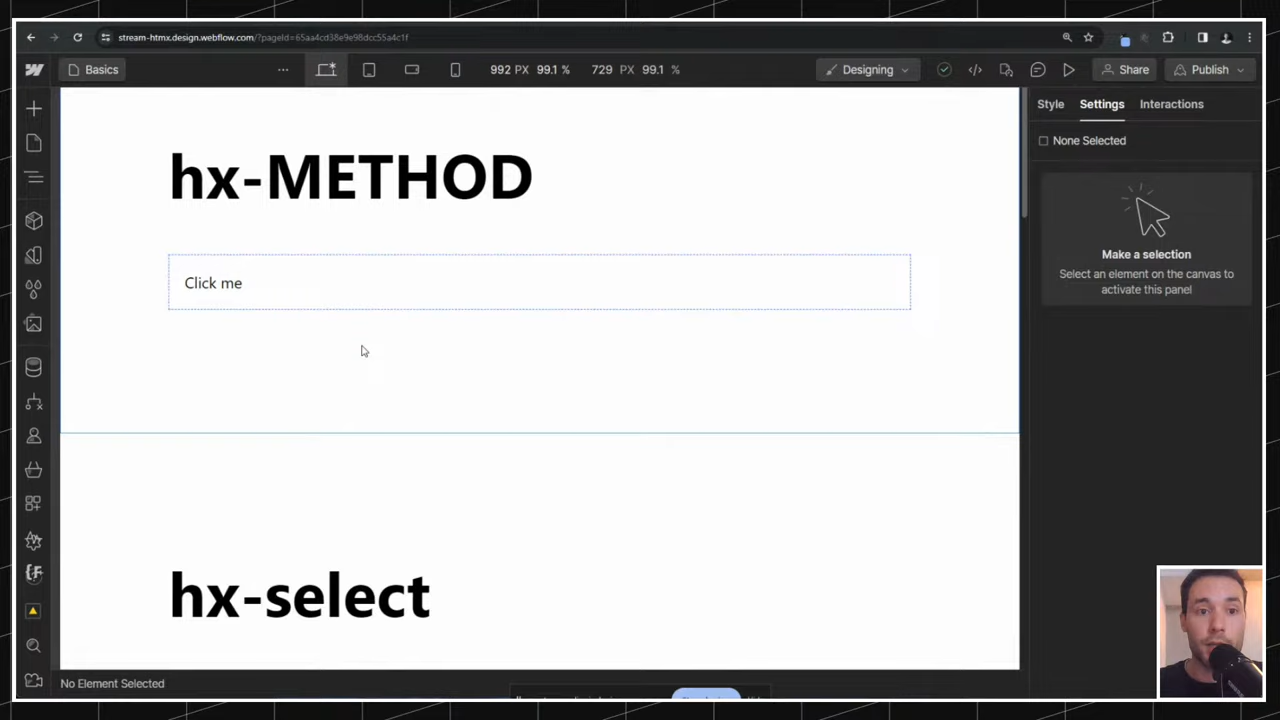 stream-htmx.design.webflow.com/?pageId=65aa4cd38e9e98dcc55a4c1f
Basics
992 PX 99.1 % 729 PX 99.1 %
Designing
Share
Publish
Style Settings Interactions
None Selected
Make a selection
Select an element on the canvas to
activate this panel
hx-METHOD
Click me
hx-select
No Element Selected